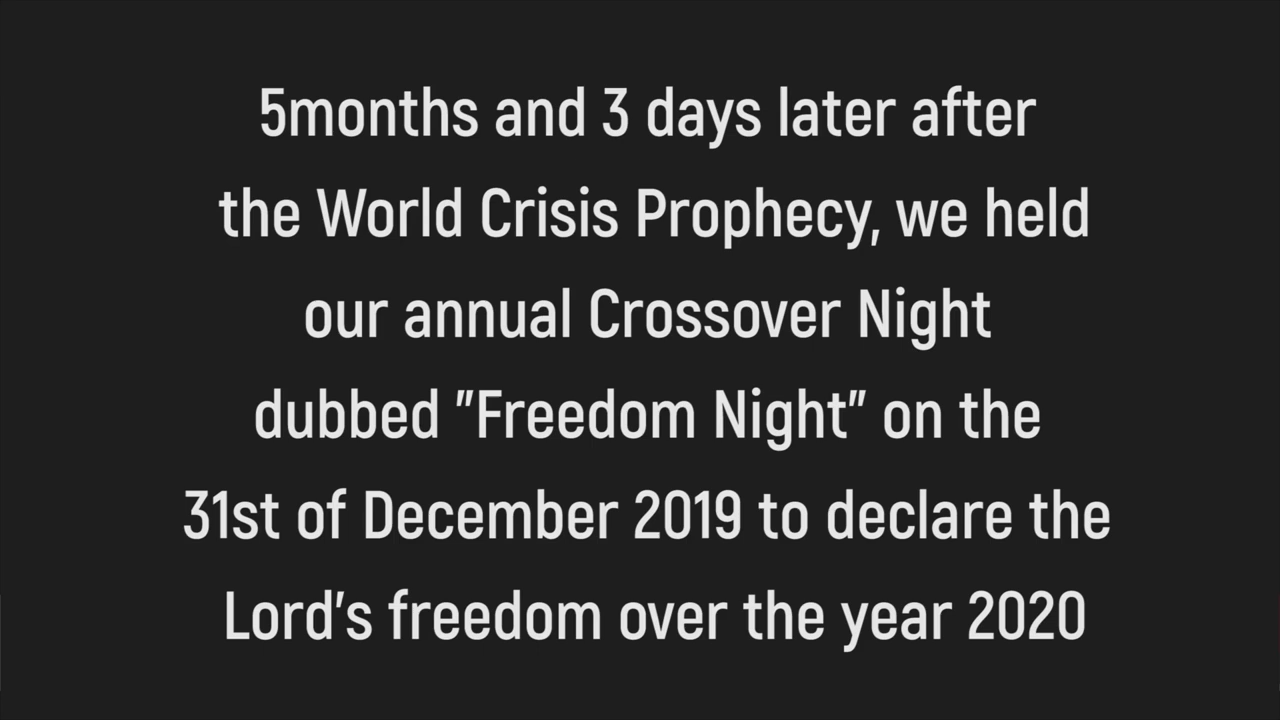 5months and 3 days later after
the World Crisis Prophecy, we held
our annual Crossover Night
dubbed "Freedom Night" on the
31st of December 2019 to declare the
Lord's freedom over the year 2020